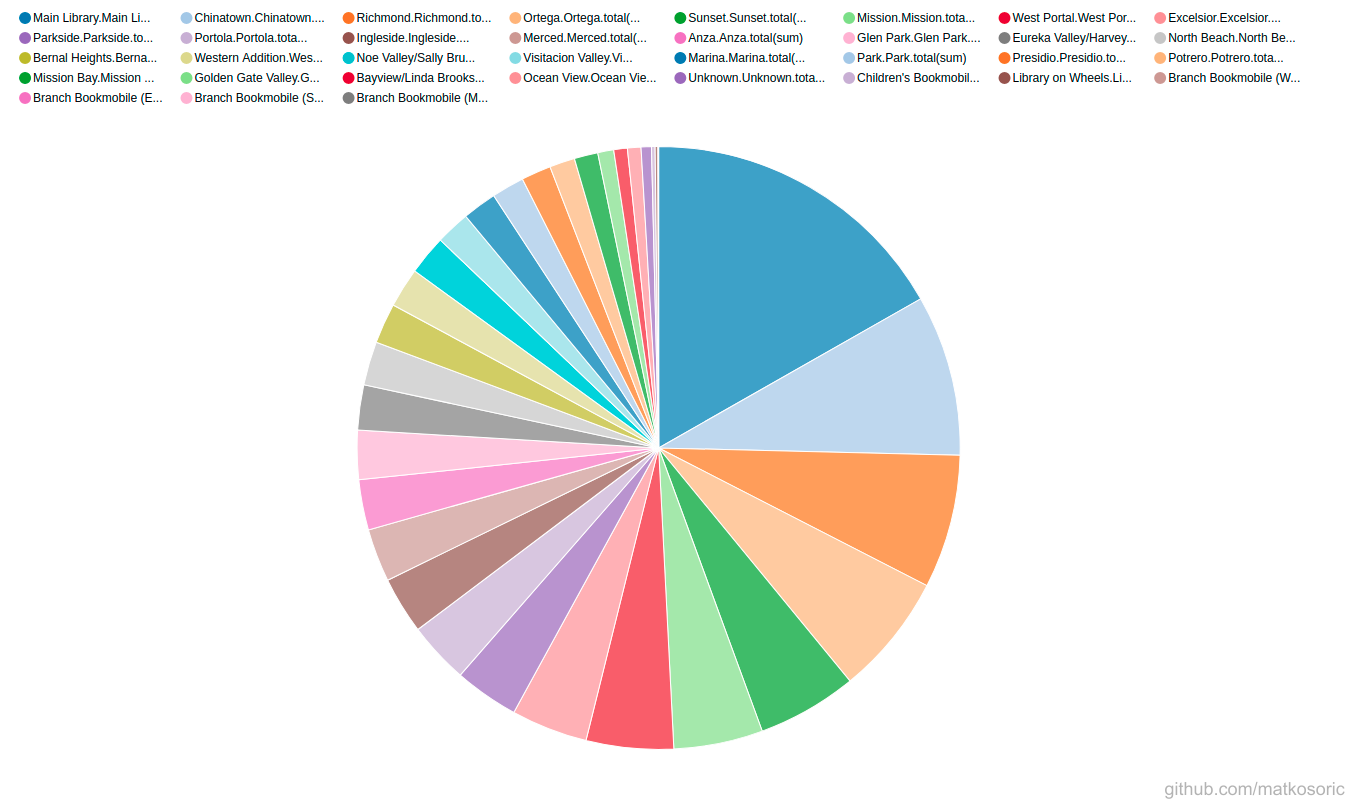 Main Library.Main Li... Chinatown.Chinatown.... Richmond.Richmond.to... Ortega.Ortega.total(... Sunset.Sunset.total(... Mission.Mission.tota... West Portal.West Por... Excelsior.Excelsior....
Parkside.Parkside.to... Portola.Portola.tota... Ingleside.Ingleside.... Merced.Merced.total(... Anza.Anza.total(sum) Glen Park.Glen Park.... Eureka Valley/Harvey... North Beach.North Be...
Bernal Heights.Berna... Western Addition.Wes... Noe Valley/Sally Bru... Visitacion Valley.Vi... Marina.Marina.total(... Park.Park.total(sum) Presidio.Presidio.to... Potrero.Potrero.tota...
Mission Bay.Mission ... Golden Gate Valley.G... Bayview/Linda Brooks... Ocean View.Ocean Vie... Unknown.Unknown.tota... Children's Bookmobil... Library on Wheels.Li... Branch Bookmobile (W...
Branch Bookmobile (E... Branch Bookmobile (S... Branch Bookmobile (M...
github.com/matkosoric